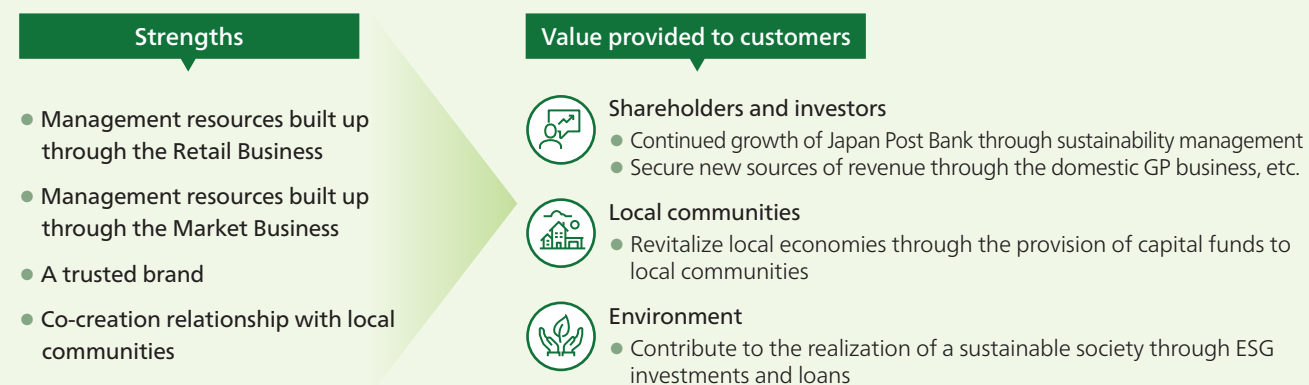 Strengths
● Management resources built up
through the Retail Business
● Management resources built up
through the Market Business
● A trusted brand
● Co-creation relationship with local
communities
Value provided to customers
Shareholders and investors
● Continued growth of Japan Post Bank through sustainability management
● Secure new sources of revenue through the domestic GP business, etc.
Local communities
● Revitalize local economies through the provision of capital funds to
local communities
Environment
● Contribute to the realization of a sustainable society through ESG
investments and loans